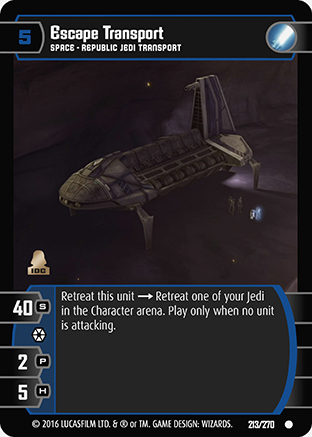 5
Escape Transport
SPACE - REPUBLIC JEDI TRANSPORT
IDC
40 S
Retreat this unit → Retreat one of your Jedi
in the Character arena. Play only when no unit
is attacking.
2 P
5 H
© 2016 LUCASFILM LTD. & ® or TM. GAME DESIGN: WIZARDS.
213/270